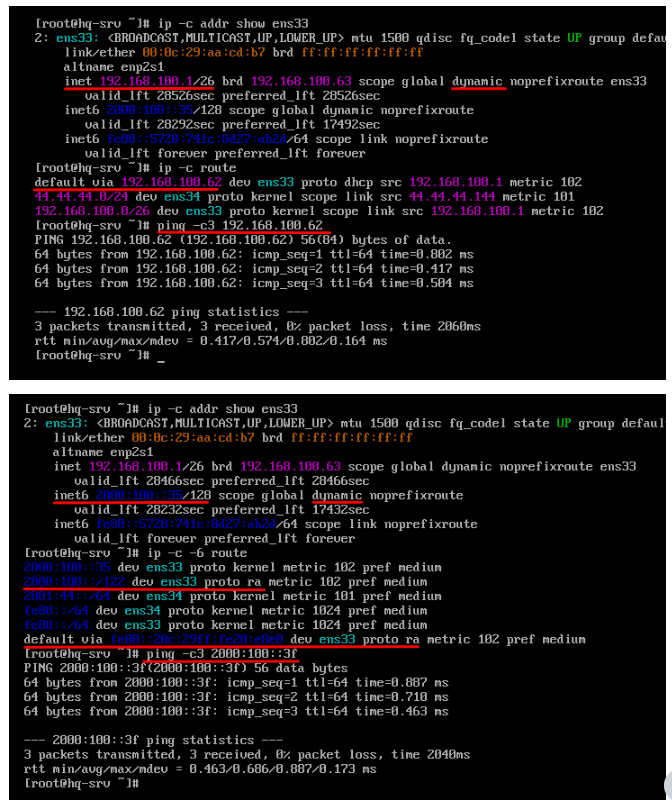 [root@hq-srv ~]# ip -c addr show ens33
2: ens33: <BROADCAST,MULTICAST,UP,LOWER_UP> mtu 1500 qdisc fq_codel state UP group defau
link/ether 00:0c:29:aa:cd:b7 brd ff:ff:ff:ff:ff:ff
altname enp2s1
inet 192.168.100.1/26 brd 192.168.100.63 scope global dynamic noprefixroute ens33
valid_lft 28526sec preferred_lft 28526sec
inet6 2000:100::35/128 scope global dynamic noprefixroute
valid_lft 28292sec preferred_lft 17492sec
inet6 fe80::5720:741c:8d27:ab2d/64 scope link noprefixroute
valid_lft forever preferred_lft forever
[root@hq-srv ~]# ip -c route
default via 192.168.100.62 dev ens33 proto dhcp src 192.168.100.1 metric 102
44.44.44.0/24 dev ens34 proto kernel scope link src 44.44.44.144 metric 101
192.168.100.0/26 dev ens33 proto kernel scope link src 192.168.100.1 metric 102
[root@hq-srv ~]# ping -c3 192.168.100.62
PING 192.168.100.62 (192.168.100.62) 56(84) bytes of data.
64 bytes from 192.168.100.62: icmp_seq=1 ttl=64 time=0.802 ms
64 bytes from 192.168.100.62: icmp_seq=2 ttl=64 time=0.417 ms
64 bytes from 192.168.100.62: icmp_seq=3 ttl=64 time=0.504 ms
--- 192.168.100.62 ping statistics ---
3 packets transmitted, 3 received, 0% packet loss, time 2060ms
rtt min/avg/max/mdev = 0.417/0.574/0.802/0.164 ms
[root@hq-srv ~]# _
[root@hq-srv ~]# ip -c addr show ens33
2: ens33: <BROADCAST,MULTICAST,UP,LOWER_UP> mtu 1500 qdisc fq_codel state UP group default
link/ether 00:0c:29:aa:cd:b7 brd ff:ff:ff:ff:ff:ff
altname enp2s1
inet 192.168.100.1/26 brd 192.168.100.63 scope global dynamic noprefixroute ens33
valid_lft 28466sec preferred_lft 28466sec
inet6 2000:100::35/128 scope global dynamic noprefixroute
valid_lft 28232sec preferred_lft 17432sec
inet6 fe80::5720:741c:8d27:ab2d/64 scope link noprefixroute
valid_lft forever preferred_lft forever
[root@hq-srv ~]# ip -c -6 route
2000:100::35 dev ens33 proto kernel metric 102 pref medium
2000:100::/122 dev ens33 proto ra metric 102 pref medium
2001:44::/64 dev ens34 proto kernel metric 101 pref medium
fe80::/64 dev ens34 proto kernel metric 1024 pref medium
fe80::/64 dev ens33 proto kernel metric 1024 pref medium
default via dev ens33 proto ra metric 102 pref medium
[root@hq-srv ~]# ping -c3 2000:100::3f
PING 2000:100::3f(2000:100::3f) 56 data bytes
64 bytes from 2000:100::3f: icmp_seq=1 ttl=64 time=0.887 ms
64 bytes from 2000:100::3f: icmp_seq=2 ttl=64 time=0.710 ms
64 bytes from 2000:100::3f: icmp_seq=3 ttl=64 time=0.463 ms
--- 2000:100::3f ping statistics ---
3 packets transmitted, 3 received, 0% packet loss, time 2040ms
rtt min/avg/max/mdev = 0.463/0.686/0.887/0.173 ms
[root@hq-srv ~]#